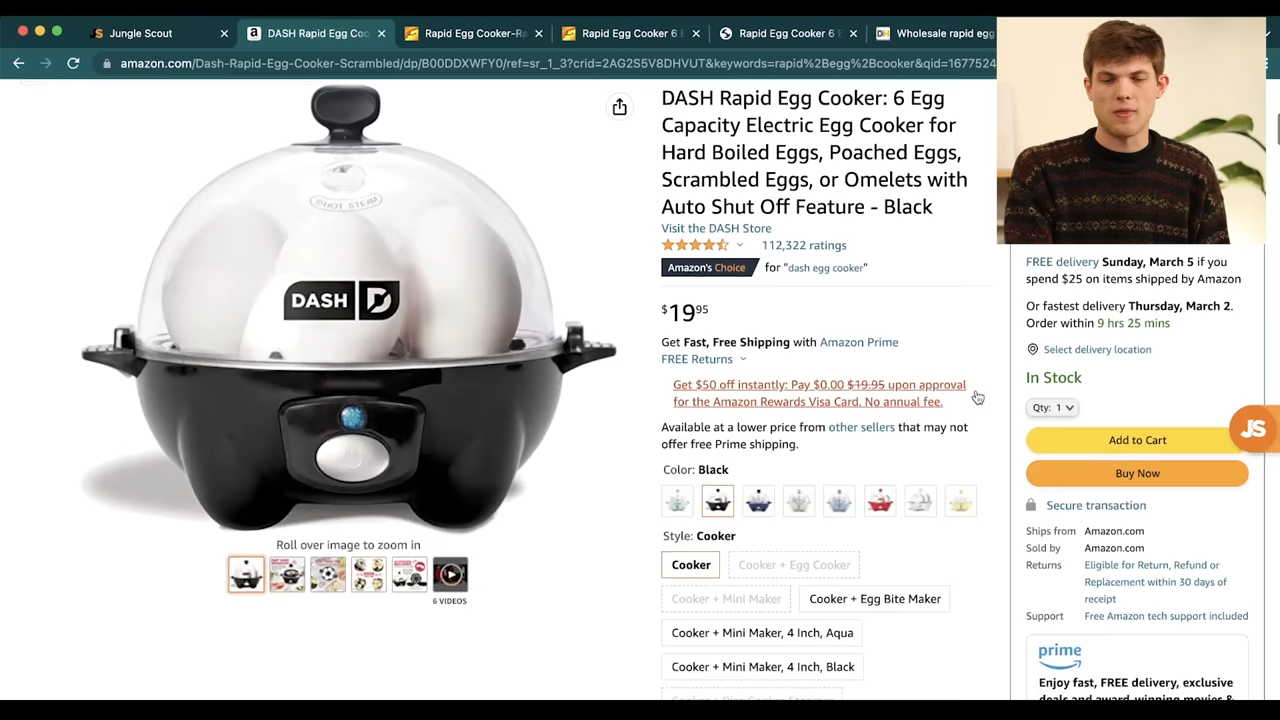 Jungle Scout
DASH Rapid Egg Coo
Rapid Egg Cooker-Ra
Rapid Egg Cooker 6 E
Rapid Egg Cooker 6 E
Wholesale rapid egg
amazon.com/Dash-Rapid-Egg-Cooker-Scrambled/dp/B00DDXWFY0/ref=sr_1_3?crid=2AG2S5V8DHVUT&keywords=rapid%2Begg%2Bcooker&qid=1677524
SHOT STEAM
DASH D
Roll over image to zoom in
6 VIDEOS
DASH Rapid Egg Cooker: 6 Egg
Capacity Electric Egg Cooker for
Hard Boiled Eggs, Poached Eggs,
Scrambled Eggs, or Omelets with
Auto Shut Off Feature - Black
Visit the DASH Store
112,322 ratings
Amazon's Choice for "dash egg cooker"
$19 95
Get Fast, Free Shipping with Amazon Prime
FREE Returns
Get $50 off instantly: Pay $0.00 $19.95 upon approval
for the Amazon Rewards Visa Card. No annual fee.
Available at a lower price from other sellers that may not
offer free Prime shipping.
Color: Black
Style: Cooker
Cooker
Cooker + Egg Cooker
Cooker + Mini Maker
Cooker + Egg Bite Maker
Cooker + Mini Maker, 4 Inch, Aqua
Cooker + Mini Maker, 4 Inch, Black
FREE delivery Sunday, March 5 if you
spend $25 on items shipped by Amazon
Or fastest delivery Thursday, March 2.
Order within 9 hrs 25 mins
Select delivery location
In Stock
Qty: 1
Add to Cart
JS
Buy Now
Secure transaction
Ships from Amazon.com
Sold by Amazon.com
Returns Eligible for Return, Refund or
Replacement within 30 days of
receipt
Support Free Amazon tech support included
prime
Enjoy fast, FREE delivery, exclusive
deals and award-winning movies &